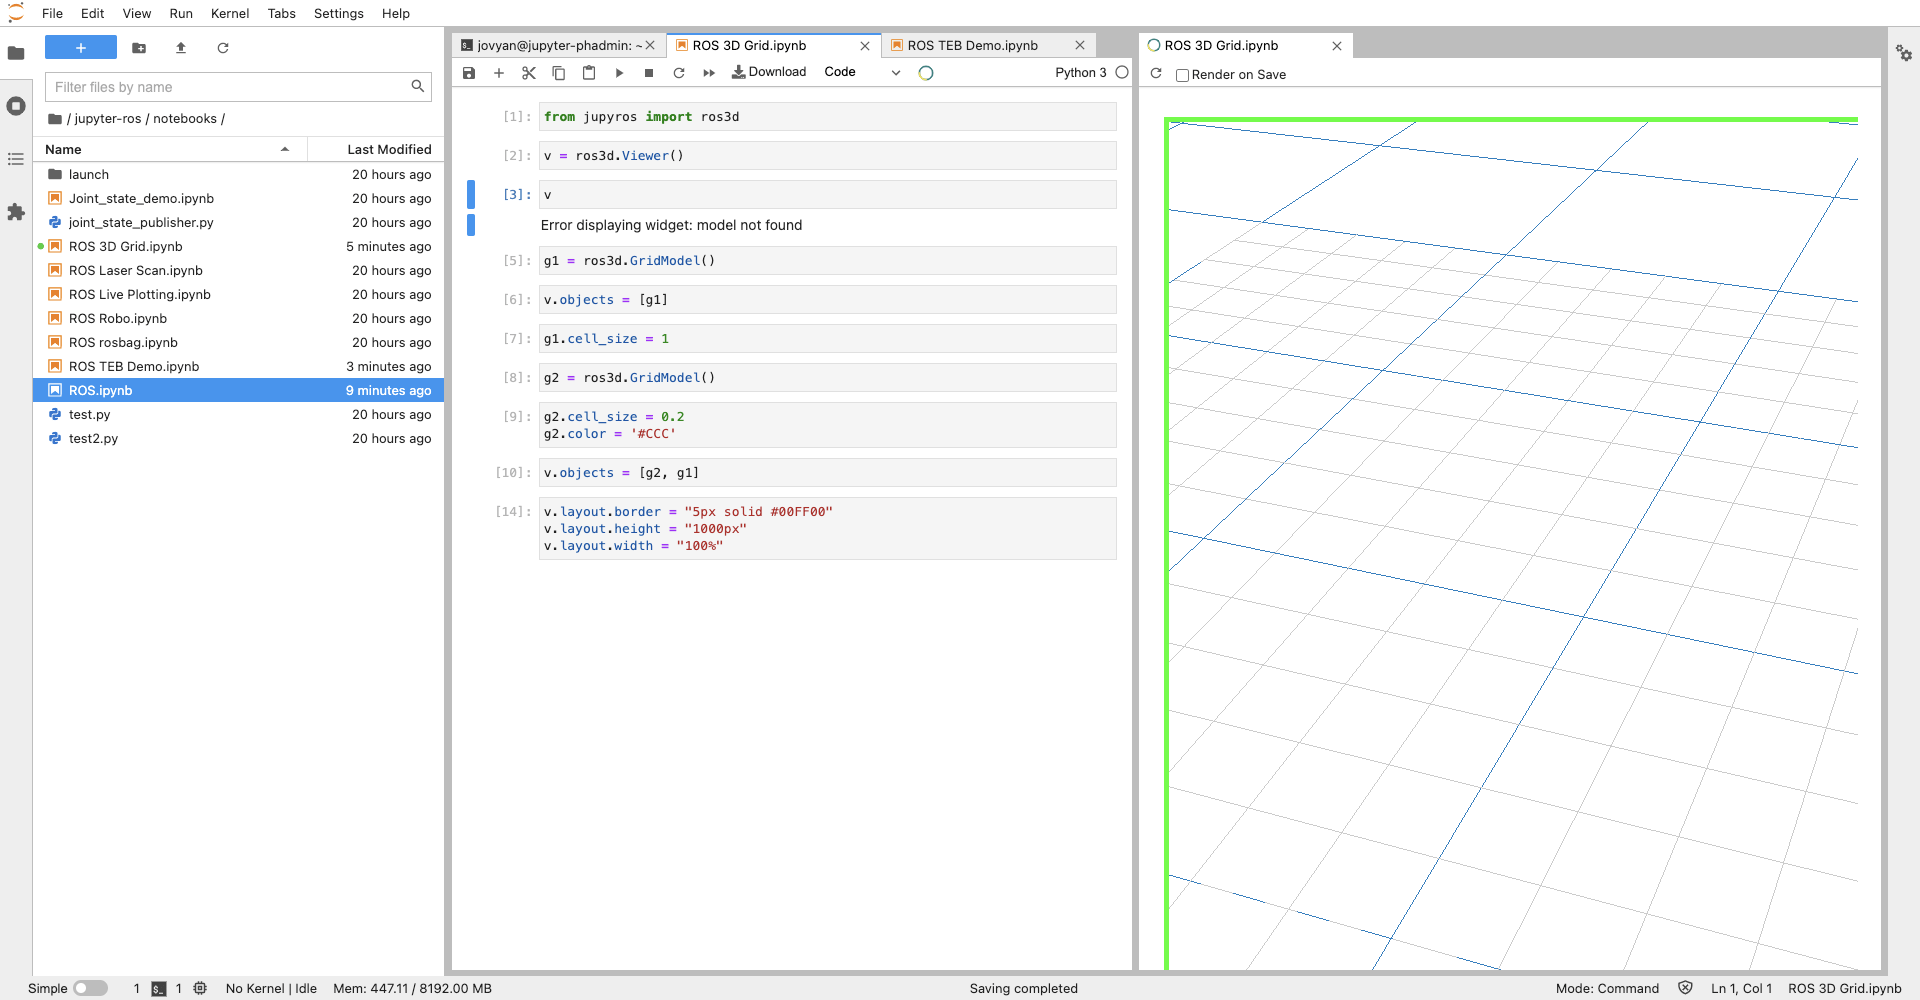 File Edit View Run Kernel Tabs Settings Help
+
Filter files by name
/ jupyter-ros / notebooks /
Name Last Modified
launch 20 hours ago
Joint_state_demo.ipynb 20 hours ago
joint_state_publisher.py 20 hours ago
ROS 3D Grid.ipynb 5 minutes ago
ROS Laser Scan.ipynb 20 hours ago
ROS Live Plotting.ipynb 20 hours ago
ROS Robo.ipynb 20 hours ago
ROS rosbag.ipynb 20 hours ago
ROS TEB Demo.ipynb 3 minutes ago
ROS.ipynb 9 minutes ago
test.py 20 hours ago
test2.py 20 hours ago
jovyan@jupyter-phadmin: ~ ROS 3D Grid.ipynb ROS TEB Demo.ipynb
Download Code Python 3
[1]: from jupyros import ros3d
[2]: v = ros3d.Viewer()
[3]: v
Error displaying widget: model not found
[5]: g1 = ros3d.GridModel()
[6]: v.objects = [g1]
[7]: g1.cell_size = 1
[8]: g2 = ros3d.GridModel()
[9]: g2.cell_size = 0.2
g2.color = '#CCC'
[10]: v.objects = [g2, g1]
[14]: v.layout.border = "5px solid #00FF00"
v.layout.height = "1000px"
v.layout.width = "100%"
ROS 3D Grid.ipynb
Render on Save
Simple 1 1 No Kernel | Idle Mem: 447.11 / 8192.00 MB Saving completed Mode: Command Ln 1, Col 1 ROS 3D Grid.ipynb